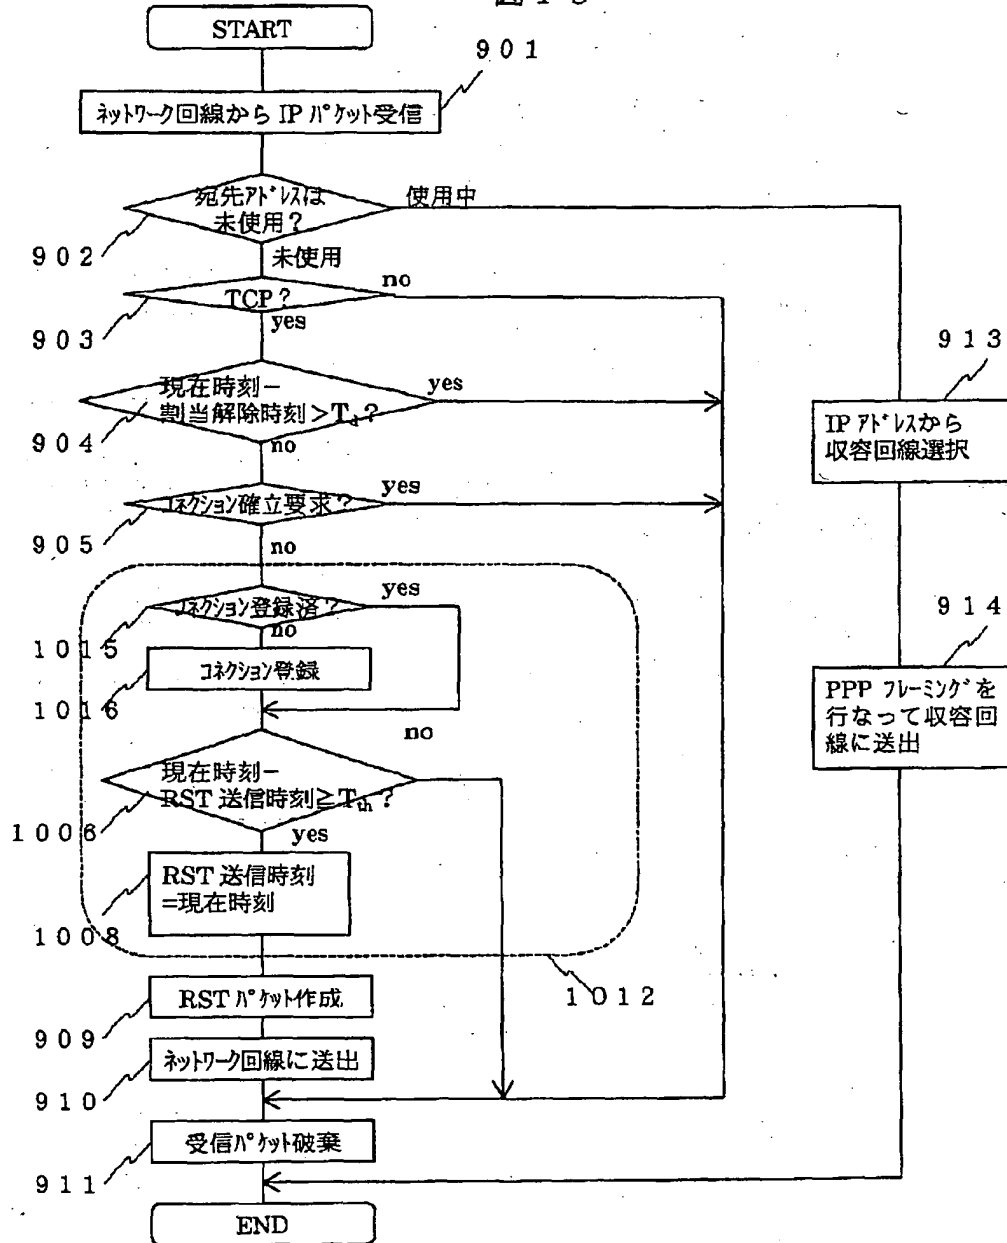 START
901
ネットワーク回線から IP パケット受信
宛先アドレスは
未使用?
使用中
902
未使用
TCP?
no
903
yes
913
現在時刻−
割当解除時刻>Td?
yes
904
no
IP アドレスから
収容回線選択
コネクション確立要求?
yes
905
no
コネクション登録済?
yes
914
1015
no
コネクション登録
1016
PPP フレーミングを
行なって収容回
線に送出
no
現在時刻−
RST 送信時刻≧Tth?
1006
yes
RST 送信時刻
=現在時刻
1008
1012
RST パケット作成
909
ネットワーク回線に送出
910
受信パケット破棄
911
END